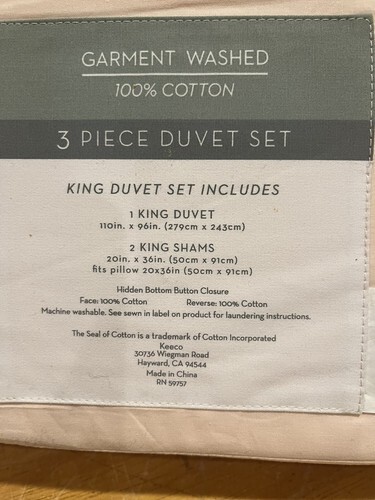 GARMENT WASHED
100% COTTON
3 PIECE DUVET SET
KING DUVET SET INCLUDES
1 KING DUVET
110in. x 96in. (279cm x 243cm)
2 KING SHAMS
20in. x 36in. (50cm x 91cm)
fits pillow 20x36in (50cm x 91cm)
Hidden Bottom Button Closure
Face: 100% Cotton Reverse: 100% Cotton
Machine washable. See sewn in label on product for laundering instructions.
The Seal of Cotton is a trademark of Cotton Incorporated
Keeco
30736 Wiegman Road
Hayward, CA 94544
Made in China
RN 59757